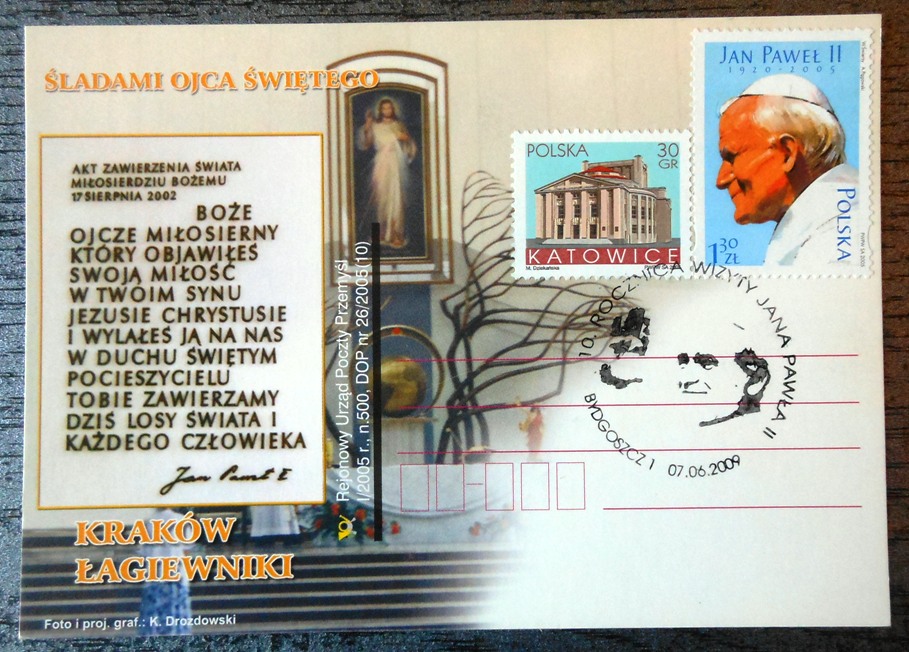 ŚLADAMI OJCA ŚWIĘTEGO
AKT ZAWIERZENIA ŚWIATA
MIŁOSIERDZIU BOŻEMU
17 SIERPNIA 2002
BOŻE
OJCZE MIŁOSIERNY
KTÓRY OBJAWIŁEŚ
SWOJĄ MIŁOŚĆ
W TWÓIM SYNU
JEZUSIE CHRYSTUSIE
I WYLAŁEŚ JĄ NA NAS
W DUCHU ŚWIĘTYM
POCIESZYCIELU
TOBIE ZAWIERZAMY
DZIŚ LOSY ŚWIATA I
KAŻDEGO CZŁOWIEKA
Jan Paweł II
KRAKÓW
ŁAGIEWNIKI
Foto i proj. graf.: K. Drozdowski
Rejonowy Urząd Poczty Przemyśl
I/2005 r., n.500, DOP nr 26/2005(10)
POLSKA 30
GR
KATOWICE
M. Dziekańska
JAN PAWEŁ II
1920-2005
POLSKA
1 30
ZŁ
10. ROCZNICA WIZYTY JANA PAWŁA II
BYDGOSZCZ 1 07.06.2009